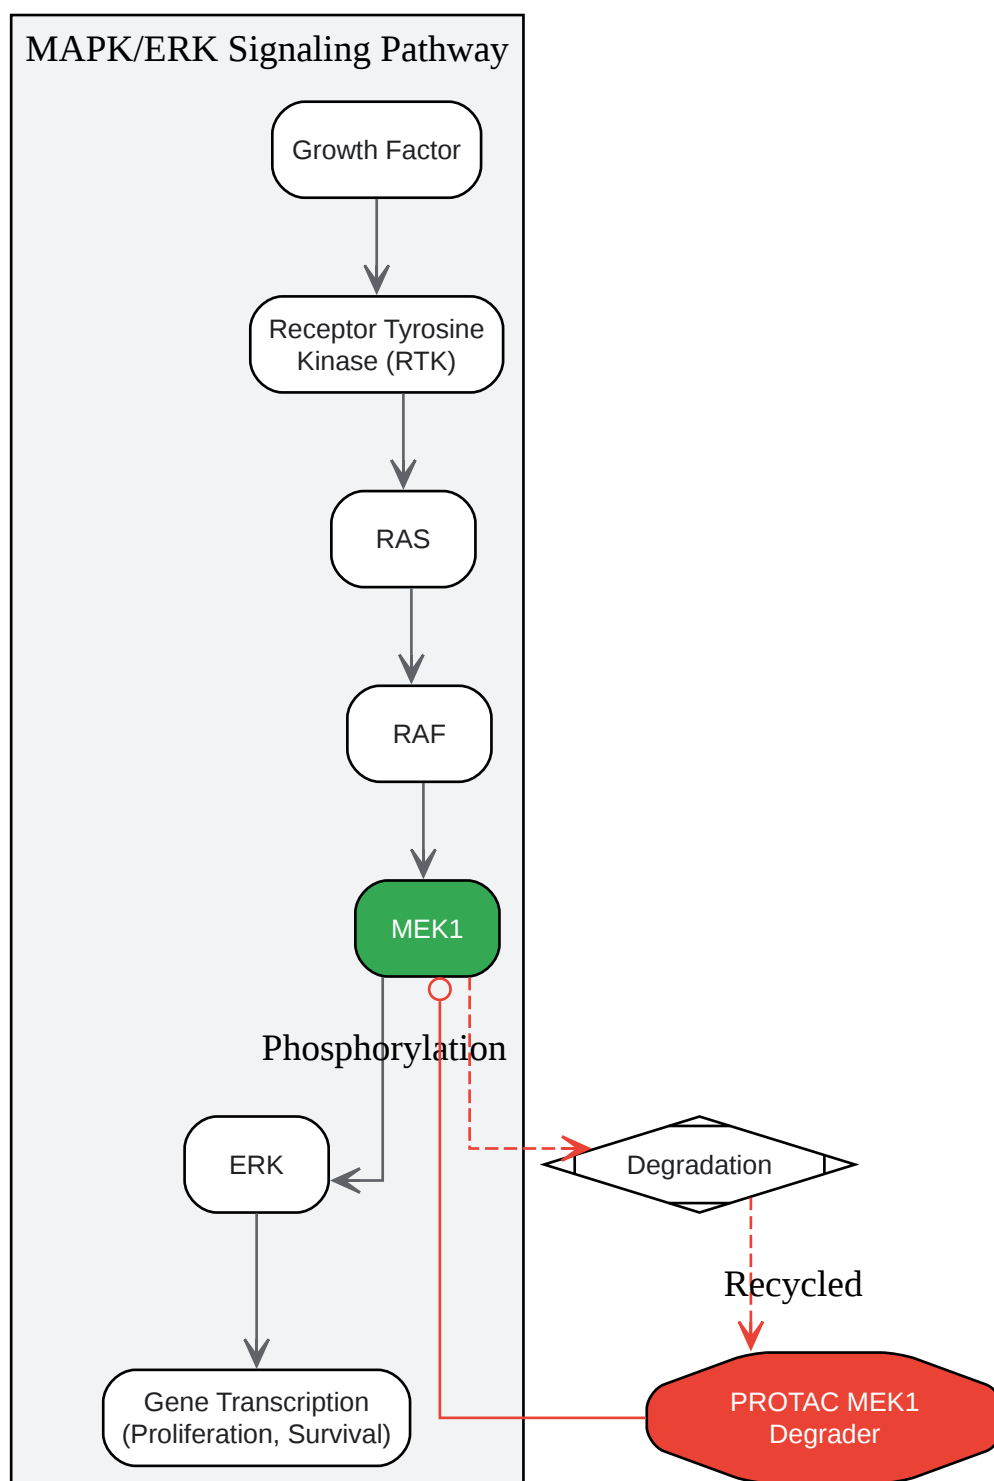 MAPK/ERK Signaling Pathway
Growth Factor
Receptor Tyrosine
Kinase (RTK)
RAS
RAF
MEK1
Phosphorylation
ERK
Degradation
Recycled
Gene Transcription
(Proliferation, Survival)
PROTAC MEK1
Degrader